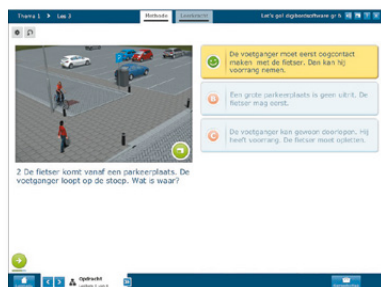 Thema 1 > Les 3
Methode
Leerkracht
Let's go! digibordsoftware gr 6
De voetganger moet eerst oogcontact
maken met de fietser. Dan kan hij
voorrang nemen.
B
Een grote parkeerplaats is geen uitrit. De
fietser mag eerst.
C
De voetganger kan gewoon doorlopen. Hij
heeft voorrang. De fietser moet opletten.
2 De fietser komt vanaf een parkeerplaats. De
voetganger loopt op de stoep. Wat is waar?
Opdracht